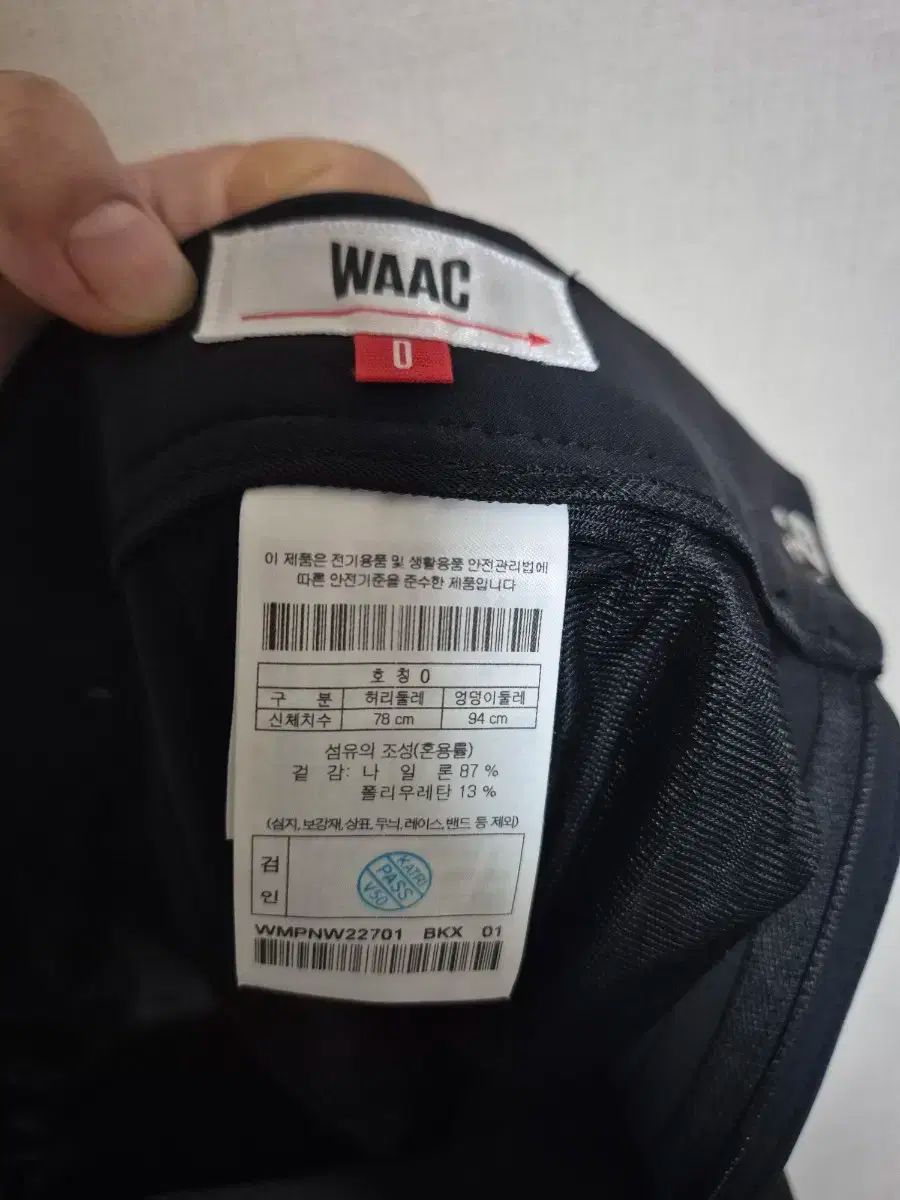 WAAC
0
이 제품은 전기용품 및 생활용품 안전관리법에
따른 안전기준을 준수한 제품입니다
호 칭 0
구 분 허리둘레 엉덩이둘레
신체치수 78 cm 94 cm
섬유의 조성(혼용률)
겉 감: 나 일 론 87 %
폴리우레탄 13 %
(심지, 보강재, 상표, 무늬, 레이스, 밴드 등 제외)
검
인
KATRI
PASS
V50
WMPNW22701 BKX 01